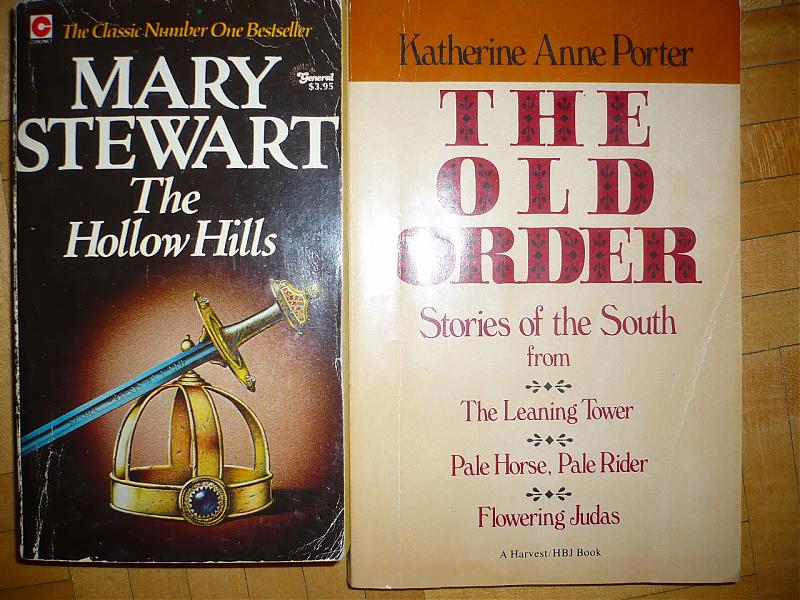 CORONET
The Classic Number One Bestseller
General
$3.95
MARY
STEWART
The
Hollow Hills
Katherine Anne Porter
THE
OLD
ORDER
Stories of the South
from
The Leaning Tower
Pale Horse, Pale Rider
Flowering Judas
A Harvest/HBJ Book